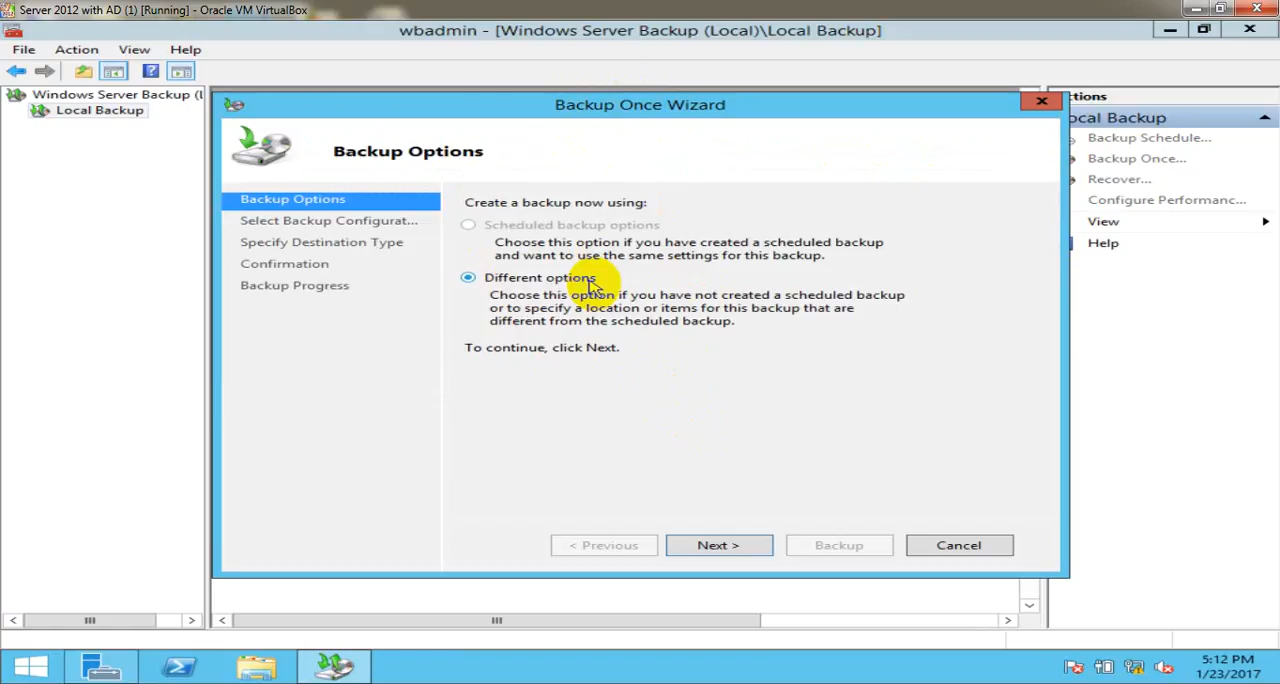 Server 2012 with AD (1) [Running] - Oracle VM VirtualBox
wbadmin - [Windows Server Backup (Local)\Local Backup]
File Action View Help
Windows Server Backup (l
Local Backup
Backup Once Wizard
Backup Options
Backup Options
Select Backup Configurat...
Specify Destination Type
Confirmation
Backup Progress
Create a backup now using:
Scheduled backup options
Choose this option if you have created a scheduled backup
and want to use the same settings for this backup.
Different options
Choose this option if you have not created a scheduled backup
or to specify a location or items for this backup that are
different from the scheduled backup.
To continue, click Next.
< Previous
Next >
Backup
Cancel
ctions
ocal Backup
Backup Schedule...
Backup Once...
Recover...
Configure Performanc...
View
Help
5:12 PM
1/23/2017